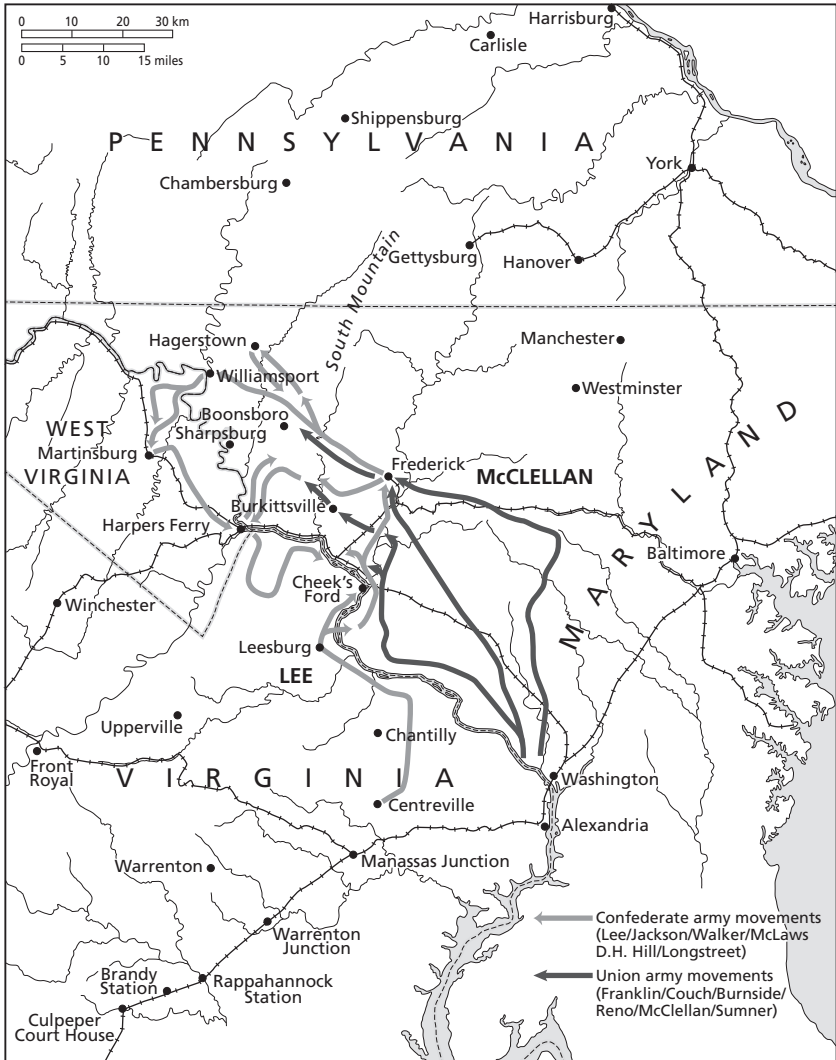 0 10 20 30 km
0 5 10 15 miles
Harrisburg
Carlisle
Shippensburg
PENNSYLVANIA
York
Chambersburg
Gettysburg
Hanover
South Mountain
Hagerstown
Manchester
Williamsport
Westminster
WEST
VIRGINIA
Boonsboro
Sharpsburg
Martinsburg
Frederick
McCLELLAN
MARYLAND
Burkittsville
Harpers Ferry
Baltimore
Cheek's
Ford
Winchester
Leesburg
LEE
Upperville
Chantilly
Front
Royal
VIRGINIA
Washington
Centreville
Alexandria
Manassas Junction
Warrenton
Warrenton
Junction
Brandy
Station
Rappahannock
Station
Culpeper
Court House
Confederate army movements
(Lee/Jackson/Walker/McLaws
D.H. Hill/Longstreet)
Union army movements
(Franklin/Couch/Burnside/
Reno/McClellan/Sumner)